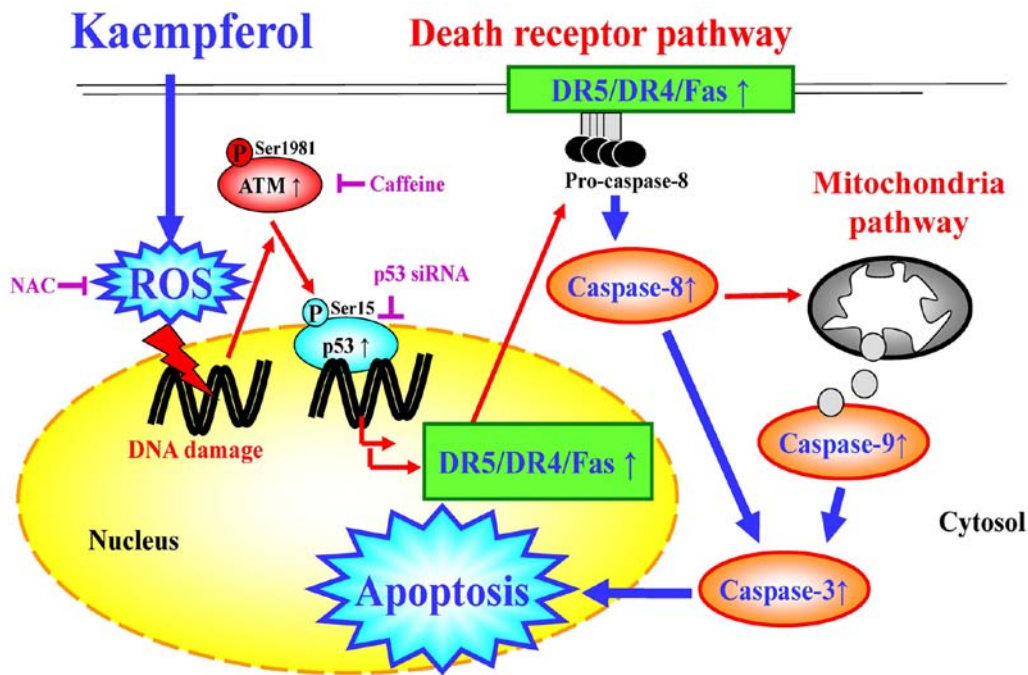 Kaempferol
Death receptor pathway
DR5/DR4/Fas ↑
P
Ser1981
ATM ↑
Caffeine
Pro-caspase-8
Mitochondria
pathway
NAC
ROS
p53 siRNA
Caspase-8↑
P
Ser15
p53 ↑
DNA damage
DR5/DR4/Fas ↑
Caspase-9↑
Cytosol
Nucleus
Apoptosis
Caspase-3↑